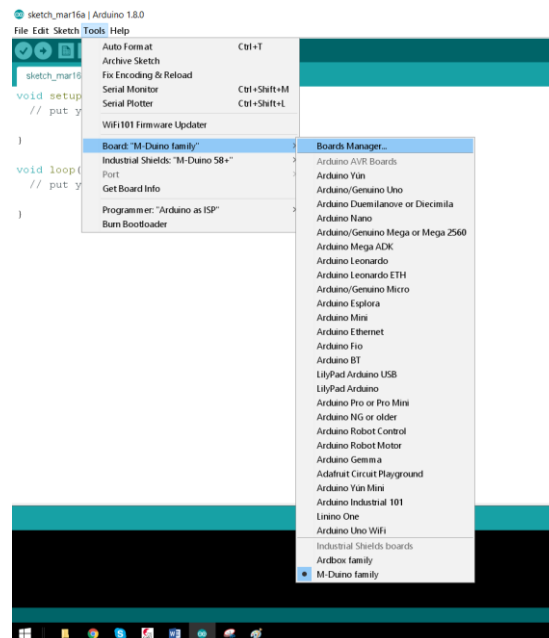 sketch_mar16a | Arduino 1.8.0
File Edit Sketch Tools Help
sketch_mar16
void setup
// put y
}
void loop(
// put y
}
Auto Format Ctrl+T
Archive Sketch
Fix Encoding & Reload
Serial Monitor Ctrl+Shift+M
Serial Plotter Ctrl+Shift+L
WiFi101 Firmware Updater
Board: "M-Duino family"
Industrial Shields: "M-Duino 58+"
Port
Get Board Info
Programmer: "Arduino as ISP"
Burn Bootloader
Boards Manager...
Arduino AVR Boards
Arduino Yún
Arduino/Genuino Uno
Arduino Duemilanove or Diecimila
Arduino Nano
Arduino/Genuino Mega or Mega 2560
Arduino Mega ADK
Arduino Leonardo
Arduino Leonardo ETH
Arduino/Genuino Micro
Arduino Esplora
Arduino Mini
Arduino Ethernet
Arduino Fio
Arduino BT
LilyPad Arduino USB
LilyPad Arduino
Arduino Pro or Pro Mini
Arduino NG or older
Arduino Robot Control
Arduino Robot Motor
Arduino Gemma
Adafruit Circuit Playground
Arduino Yún Mini
Arduino Industrial 101
Linino One
Arduino Uno WiFi
Industrial Shields boards
Ardbox family
M-Duino family